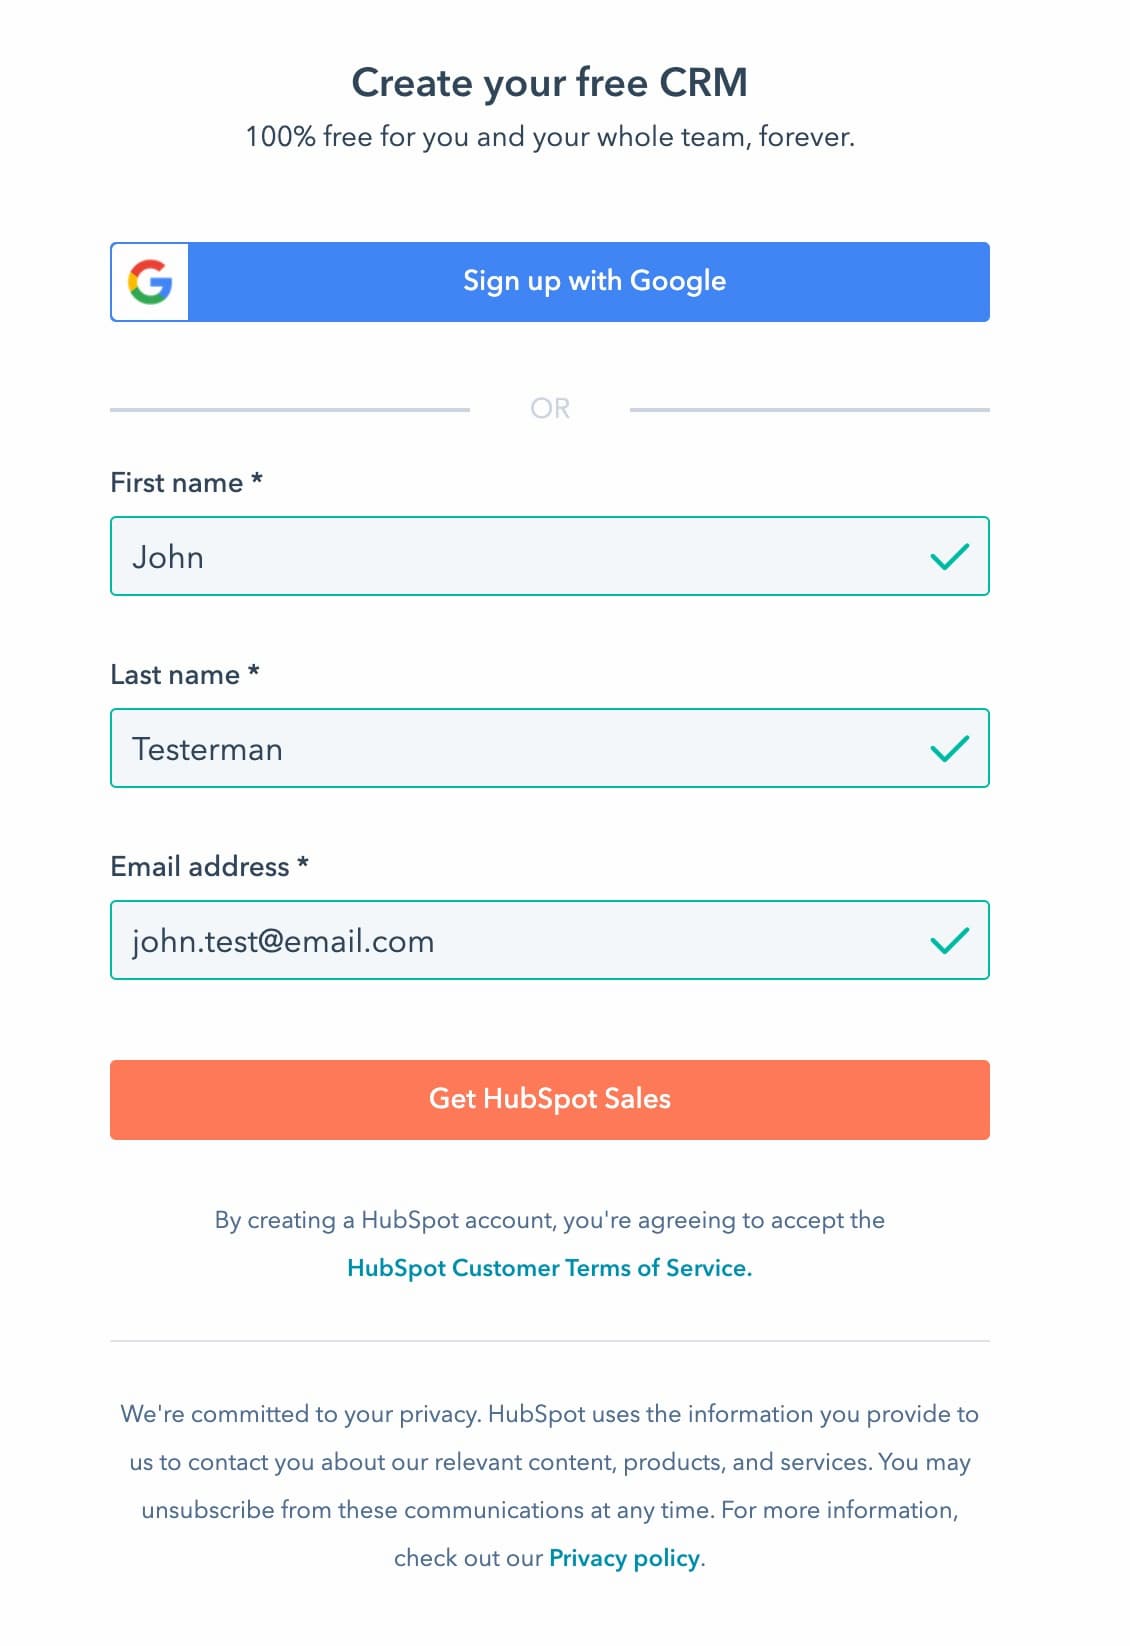 Create your free CRM
100% free for you and your whole team, forever.
Sign up with Google
OR
First name *
John
Last name *
Testerman
Email address *
john.test@email.com
Get HubSpot Sales
By creating a HubSpot account, you're agreeing to accept the
HubSpot Customer Terms of Service.
We're committed to your privacy. HubSpot uses the information you provide to
us to contact you about our relevant content, products, and services. You may
unsubscribe from these communications at any time. For more information,
check out our Privacy policy.